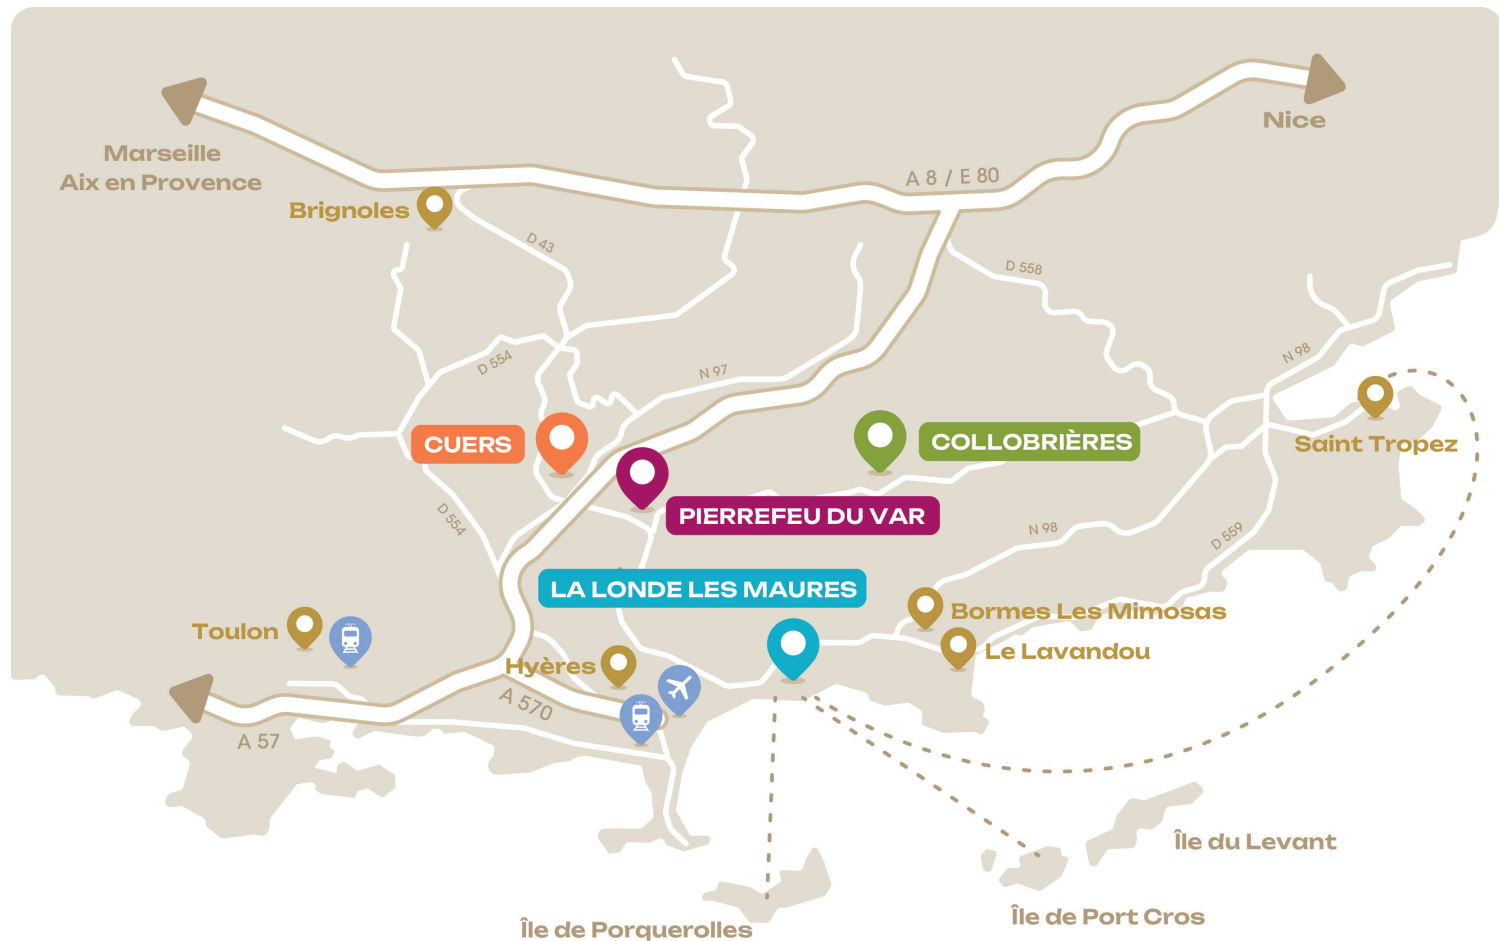 Marseille
Aix en Provence
Nice
A 8 / E 80
Brignoles
D 43
D 558
D 554
N 97
N 98
CUERS
COLLOBRIÈRES
Saint Tropez
PIERREFEU DU VAR
D 554
N 98
D 559
LA LONDE LES MAURES
Bormes Les Mimosas
Toulon
Le Lavandou
Hyères
A 570
A 57
Île du Levant
Île de Port Cros
Île de Porquerolles